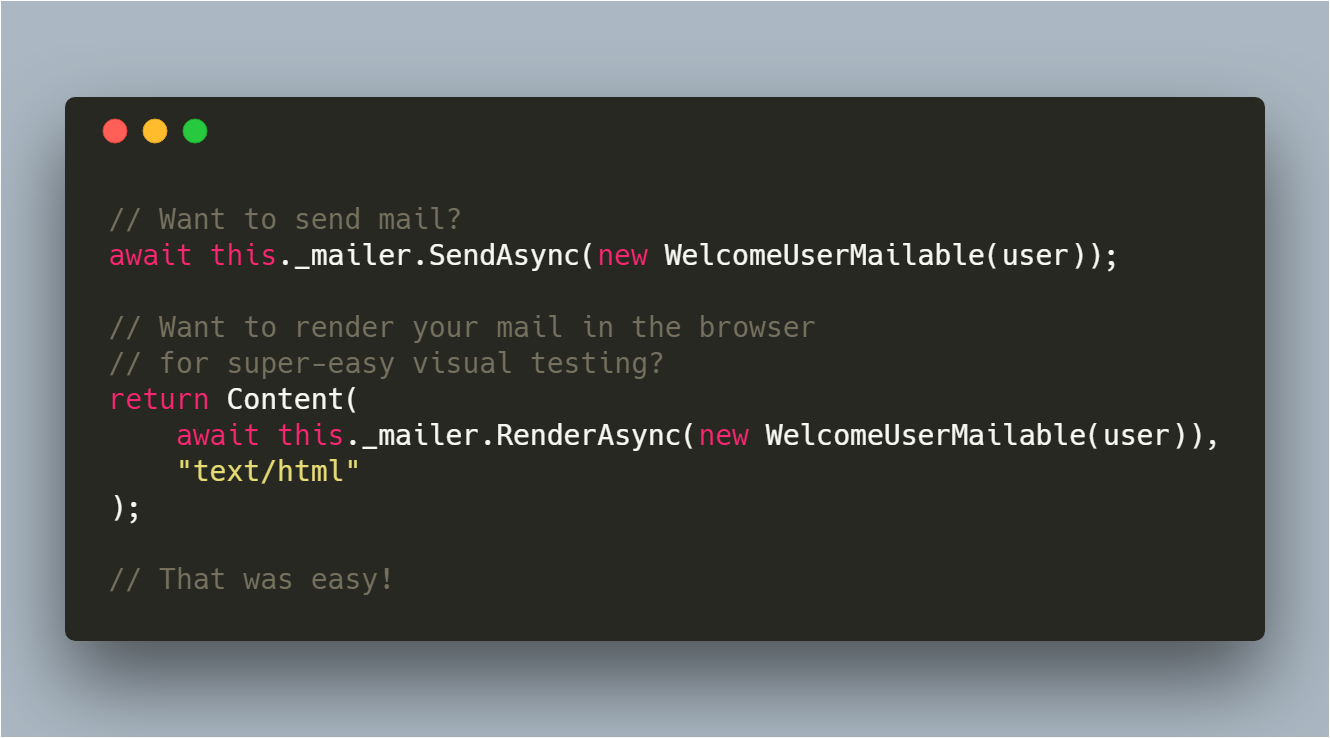 // Want to send mail?
await this._mailer.SendAsync(new WelcomeUserMailable(user));
// Want to render your mail in the browser
// for super-easy visual testing?
return Content(
    await this._mailer.RenderAsync(new WelcomeUserMailable(user)),
    "text/html"
);
// That was easy!